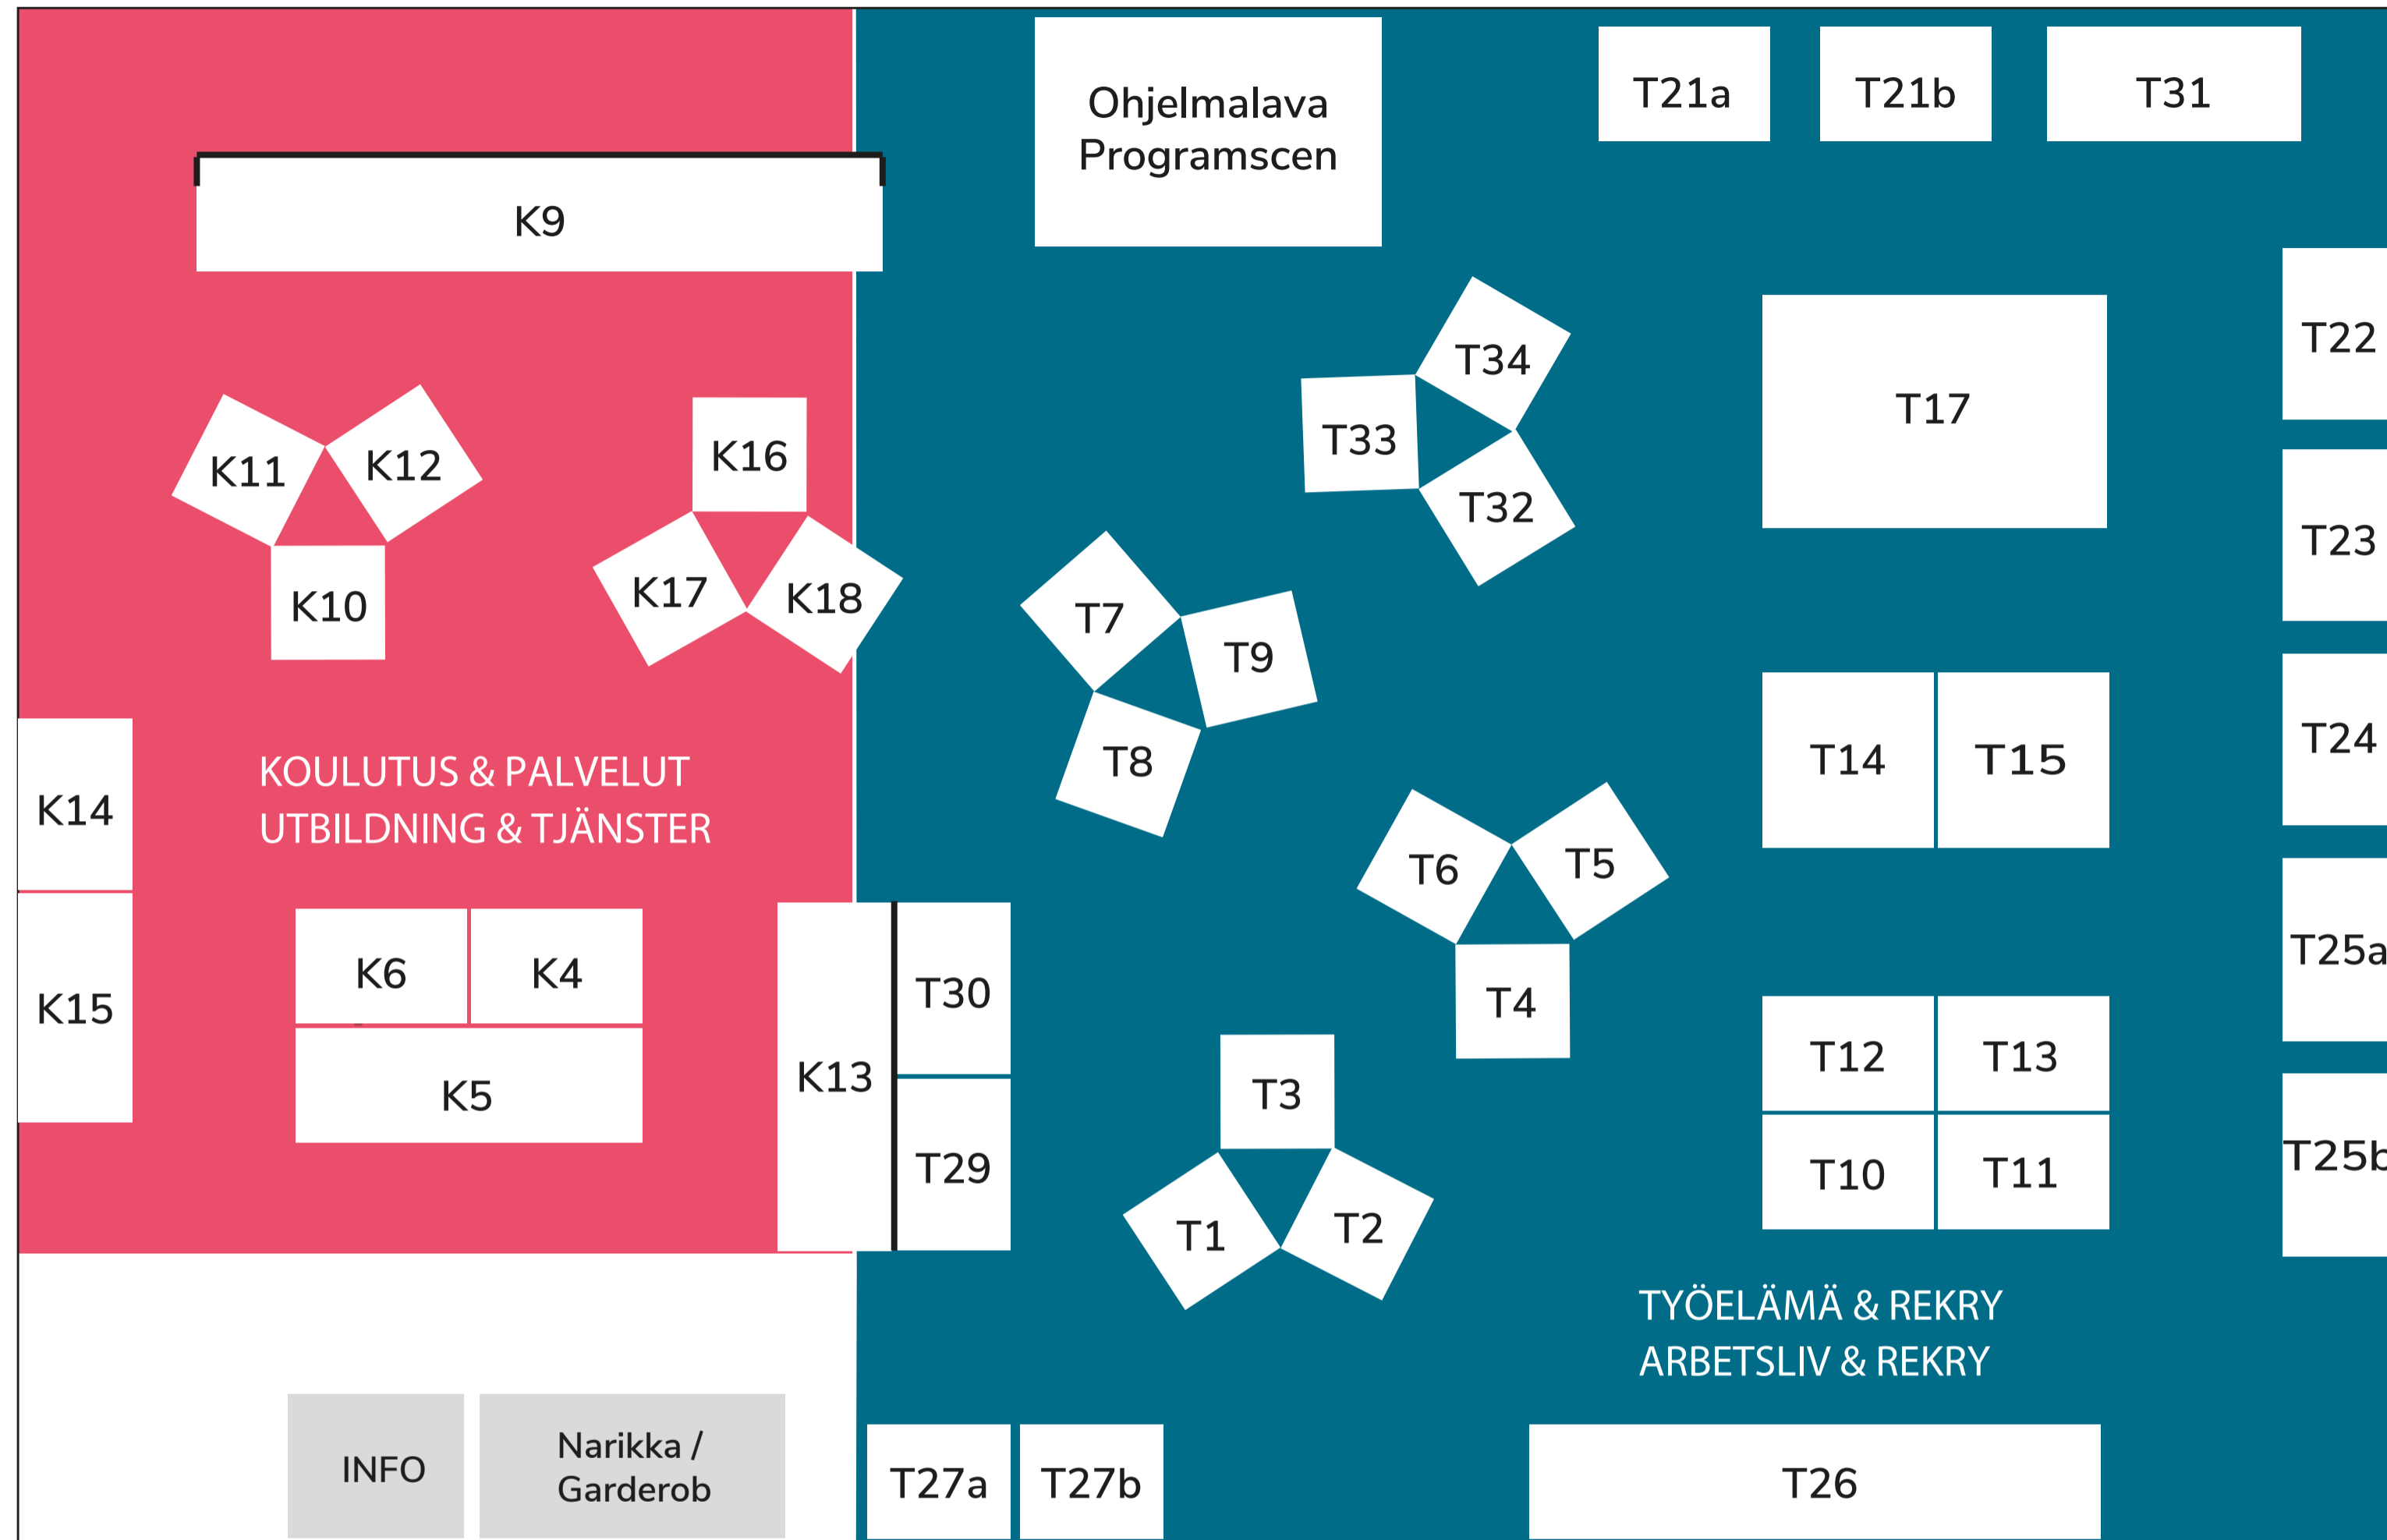 Ohjelmalava
Programscen
T21a
T21b
T31
K9
T22
T34
T17
T33
K16
K12
K11
T32
T23
K10
K17
K18
T7
T9
T8
T24
T14
T15
KOULUTUS & PALVELUT
UTBILDNING & TJÄNSTER
K14
T6
T5
T25a
K6
K4
T30
T4
K15
T12
T13
K13
K5
T3
T29
T25b
T10
T11
T1
T2
TYÖELÄMÄ & REKRY
ARBETSLIV & REKRY
INFO
Narikka /
Garderob
T27a
T27b
T26